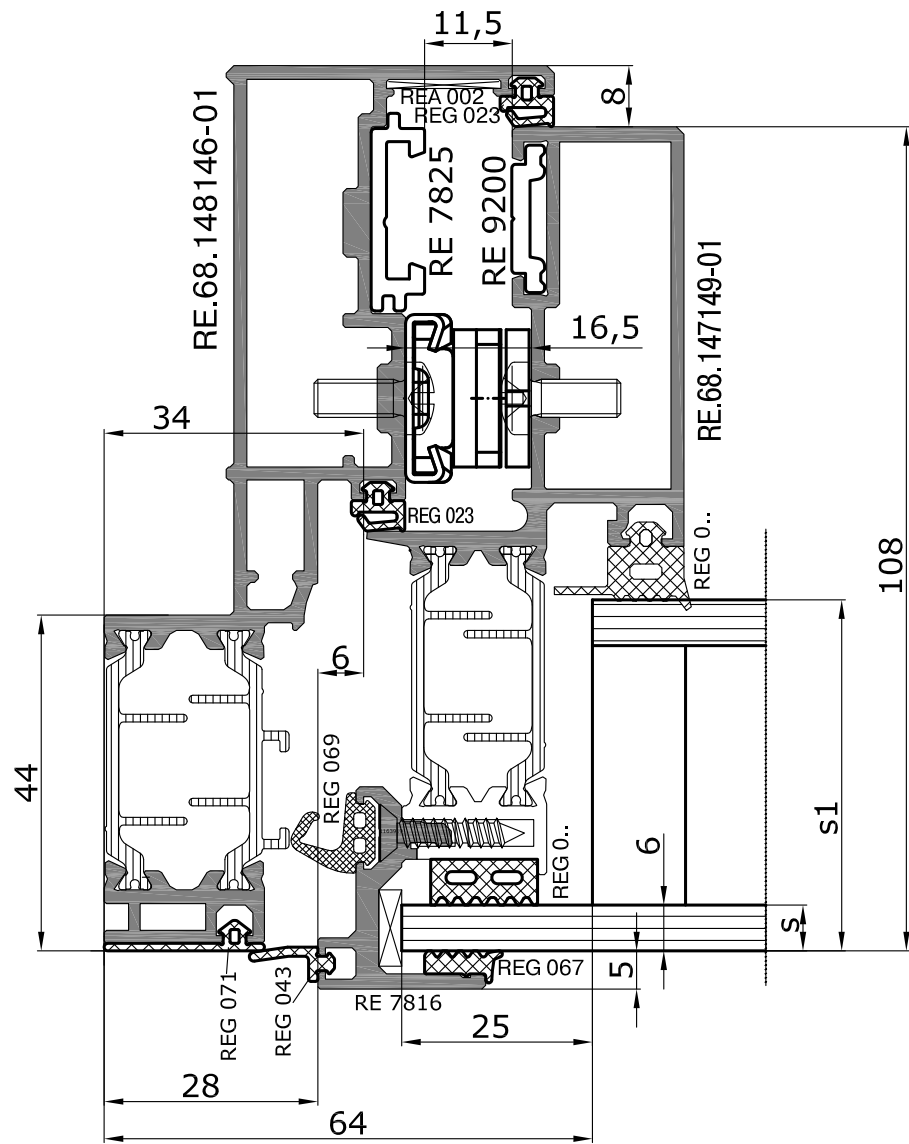 11,5
8
REA 002
REG 023
RE.68.148146-01
RE 7825
RE 9200
RE.68.147149-01
16,5
34
REG 023
REG 0..
108
6
REG 069
44
s1
REG 0..
6
s
REG 067
5
REG 071
REG 043
RE 7816
25
28
64